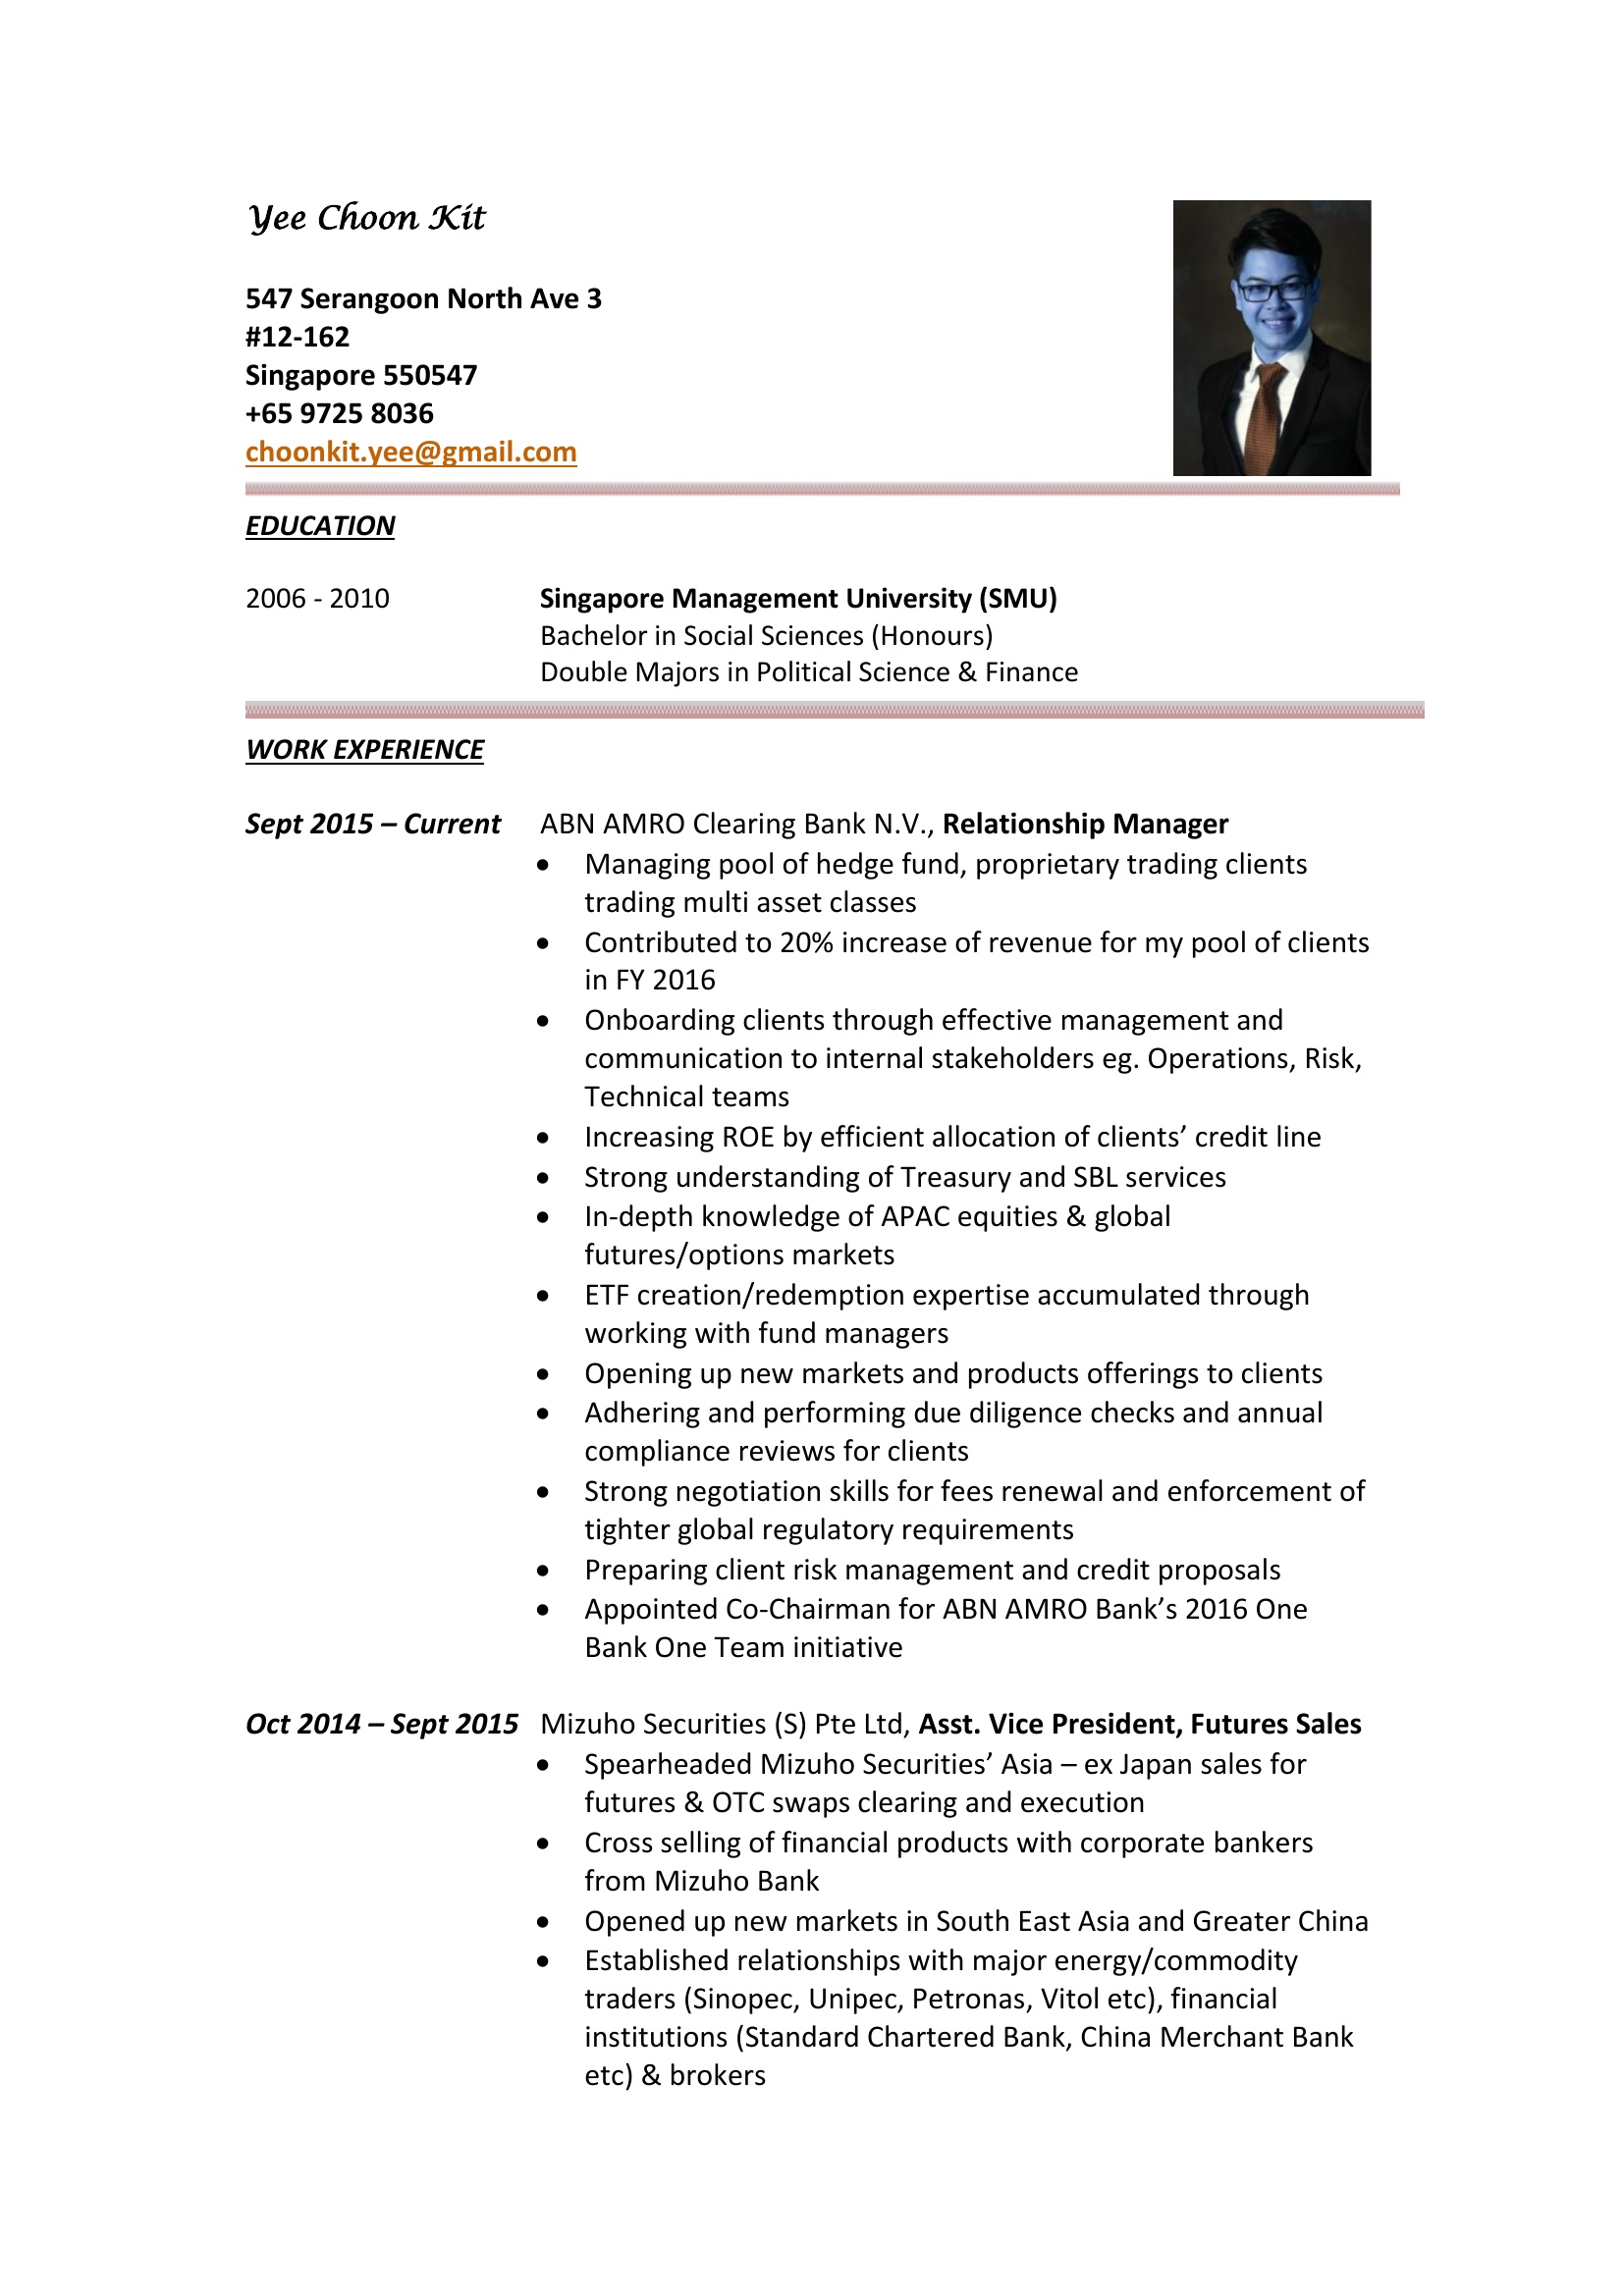 Yee Choon Kit
547 Serangoon North Ave 3
#12-162
Singapore 550547
+65 9725 8036
choonkit.yee@gmail.com
EDUCATION
2006 - 2010 Singapore Management University (SMU)
Bachelor in Social Sciences (Honours)
Double Majors in Political Science & Finance
WORK EXPERIENCE
Sept 2015 – Current ABN AMRO Clearing Bank N.V., Relationship Manager
• Managing pool of hedge fund, proprietary trading clients
trading multi asset classes
• Contributed to 20% increase of revenue for my pool of clients
in FY 2016
• Onboarding clients through effective management and
communication to internal stakeholders eg. Operations, Risk,
Technical teams
• Increasing ROE by efficient allocation of clients’ credit line
• Strong understanding of Treasury and SBL services
• In-depth knowledge of APAC equities & global
futures/options markets
• ETF creation/redemption expertise accumulated through
working with fund managers
• Opening up new markets and products offerings to clients
• Adhering and performing due diligence checks and annual
compliance reviews for clients
• Strong negotiation skills for fees renewal and enforcement of
tighter global regulatory requirements
• Preparing client risk management and credit proposals
• Appointed Co-Chairman for ABN AMRO Bank’s 2016 One
Bank One Team initiative
Oct 2014 – Sept 2015 Mizuho Securities (S) Pte Ltd, Asst. Vice President, Futures Sales
• Spearheaded Mizuho Securities’ Asia – ex Japan sales for
futures & OTC swaps clearing and execution
• Cross selling of financial products with corporate bankers
from Mizuho Bank
• Opened up new markets in South East Asia and Greater China
• Established relationships with major energy/commodity
traders (Sinopec, Unipec, Petronas, Vitol etc), financial
institutions (Standard Chartered Bank, China Merchant Bank
etc) & brokers